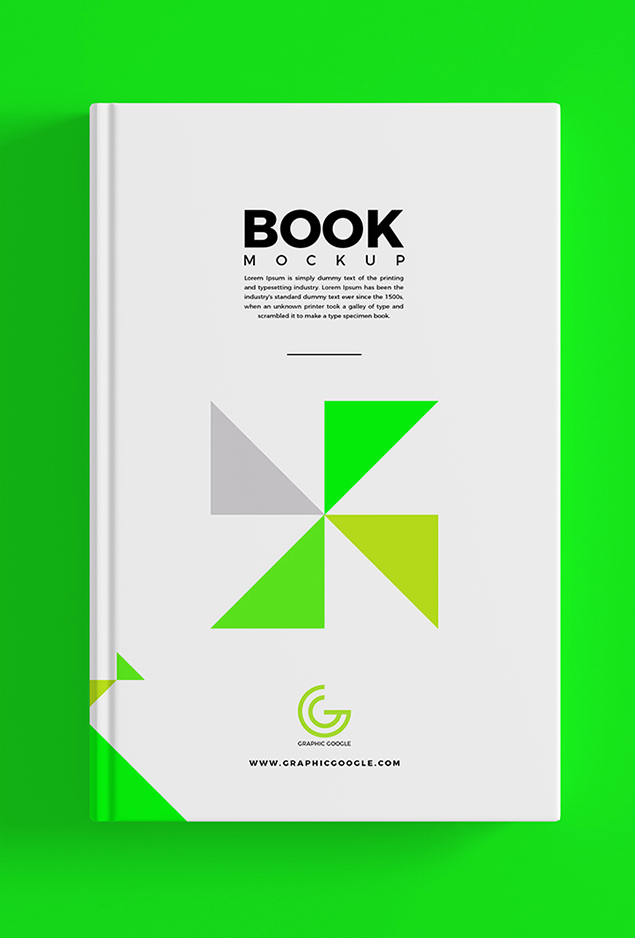 BOOK
MOCKUP
Lorem Ipsum is simply dummy text of the printing
and typesetting industry. Lorem Ipsum has been the
industry's standard dummy text ever since the 1500s,
when an unknown printer took a galley of type and
scrambled it to make a type specimen book.
GRAPHIC GOOGLE
WWW.GRAPHICGOOGLE.COM